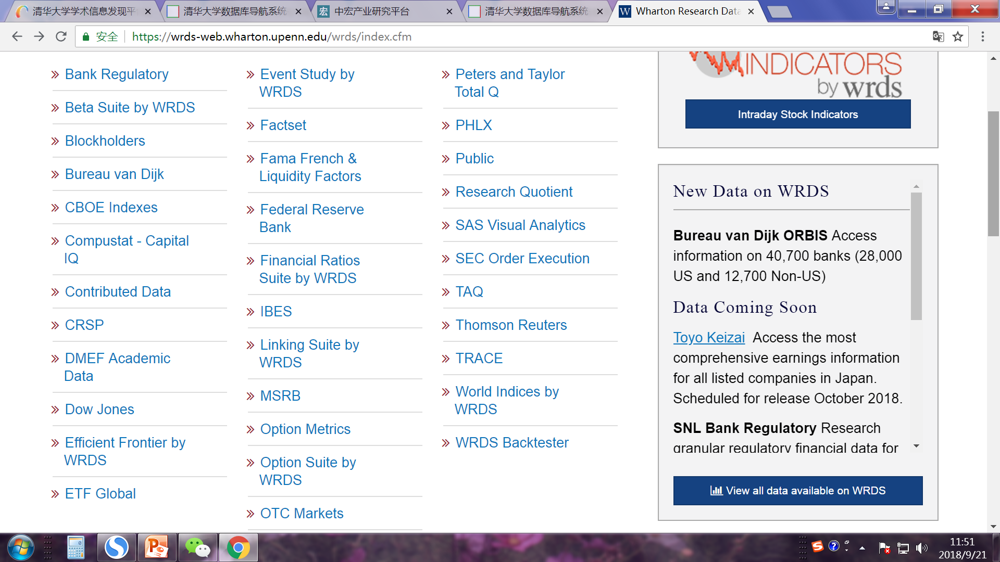 清华大学学术信息发现平
清华大学数据库导航系统
中宏产业研究平台
清华大学数据库导航系统
Wharton Research Data
安全
https://wrds-web.wharton.upenn.edu/wrds/index.cfm
Bank Regulatory
Beta Suite by WRDS
Blockholders
Bureau van Dijk
CBOE Indexes
Compustat - Capital
IQ
Contributed Data
CRSP
DMEF Academic
Data
Dow Jones
Efficient Frontier by
WRDS
ETF Global
Event Study by
WRDS
Factset
Fama French &
Liquidity Factors
Federal Reserve
Bank
Financial Ratios
Suite by WRDS
IBES
Linking Suite by
WRDS
MSRB
Option Metrics
Option Suite by
WRDS
OTC Markets
Peters and Taylor
Total Q
PHLX
Public
Research Quotient
SAS Visual Analytics
SEC Order Execution
TAQ
Thomson Reuters
TRACE
World Indices by
WRDS
WRDS Backtester
INDICATORS
by wrds
Intraday Stock Indicators
New Data on WRDS
Bureau van Dijk ORBIS Access
information on 40,700 banks (28,000
US and 12,700 Non-US)
Data Coming Soon
Toyo Keizai Access the most
comprehensive earnings information
for all listed companies in Japan.
Scheduled for release October 2018.
SNL Bank Regulatory Research
granular regulatory financial data for
View all data available on WRDS
11:51
2018/9/21